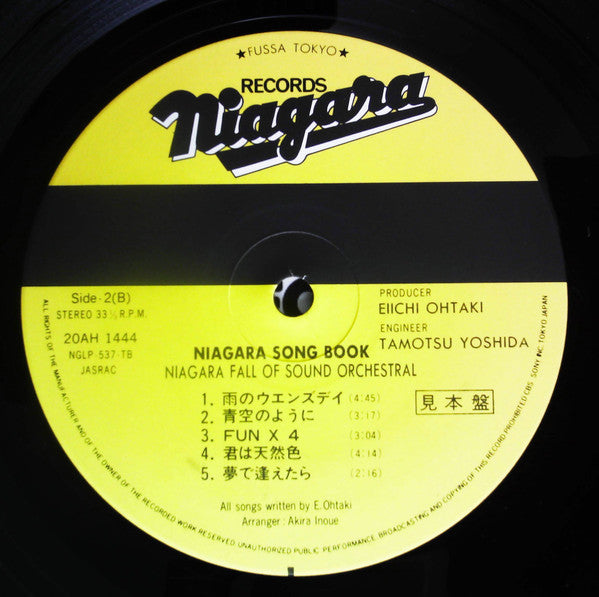 ★FUSSA TOKYO★
RECORDS
Niagara
Side-2(B)
STEREO 33⅓ R.P.M.
20AH 1444
NGLP-537-TB
JASRAC
PRODUCER
EIICHI OHTAKI
ENGINEER
TAMOTSU YOSHIDA
NIAGARA SONG BOOK
NIAGARA FALL OF SOUND ORCHESTRAL
1. 雨のウエンズデイ (4:45)
2. 青空のように (3:17)
3. FUN X 4 (3:04)
4. 君は天然色 (4:14)
5. 夢で逢えたら (2:16)
見本盤
All songs written by E.Ohtaki
Arranger: Akira Inoue
ALL RIGHTS OF THE MANUFACTURER AND OF THE OWNER OF THE RECORDED WORK RESERVED. UNAUTHORIZED PUBLIC PERFORMANCE, BROADCASTING AND COPYING OF THIS RECORD PROHIBITED CBS SONY INC. TOKYO JAPAN